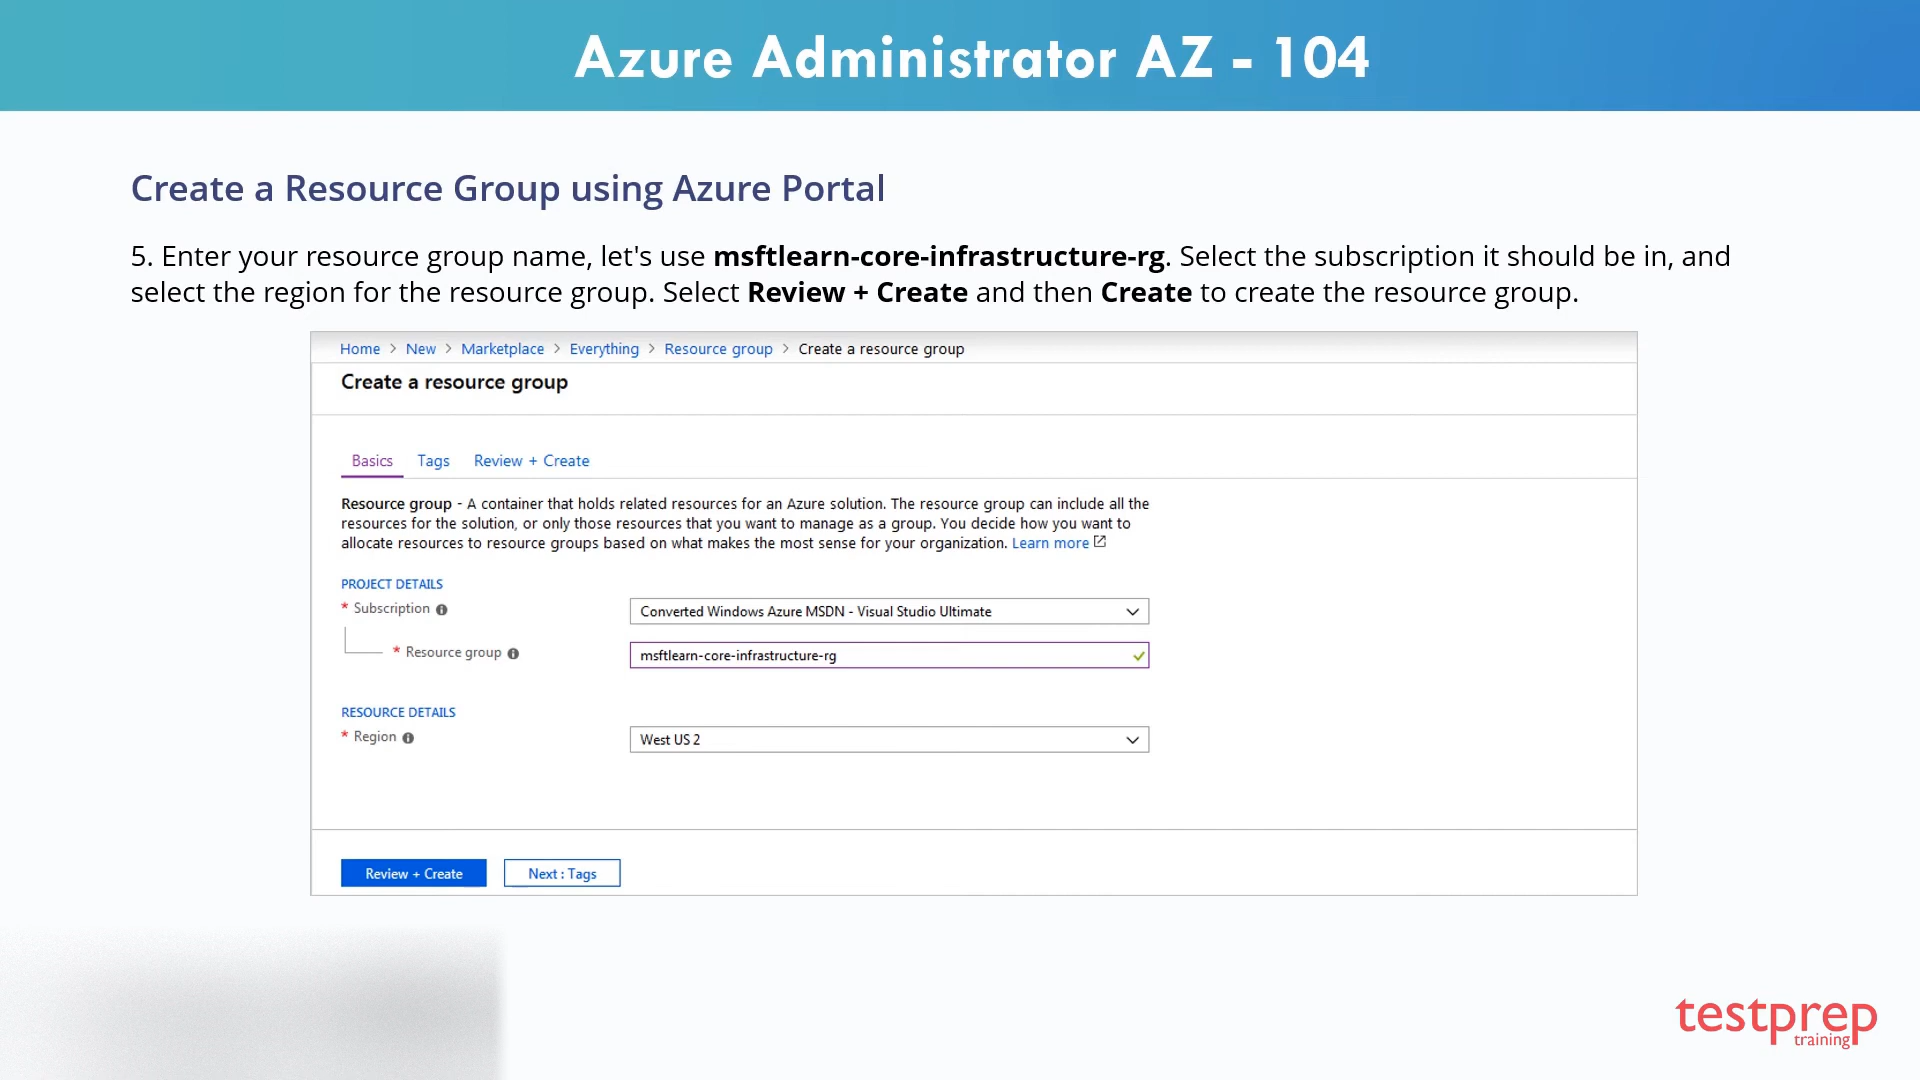 Azure Administrator AZ - 104
Create a Resource Group using Azure Portal
5. Enter your resource group name, let's use msftlearn-core-infrastructure-rg. Select the subscription it should be in, and
select the region for the resource group. Select Review + Create and then Create to create the resource group.
Home > New > Marketplace > Everything > Resource group > Create a resource group
Create a resource group
Basics Tags Review + Create
Resource group - A container that holds related resources for an Azure solution. The resource group can include all the
resources for the solution, or only those resources that you want to manage as a group. You decide how you want to
allocate resources to resource groups based on what makes the most sense for your organization. Learn more
PROJECT DETAILS
* Subscription Converted Windows Azure MSDN - Visual Studio Ultimate
* Resource group msftlearn-core-infrastructure-rg
RESOURCE DETAILS
* Region West US 2
Review + Create Next : Tags
testprep
training